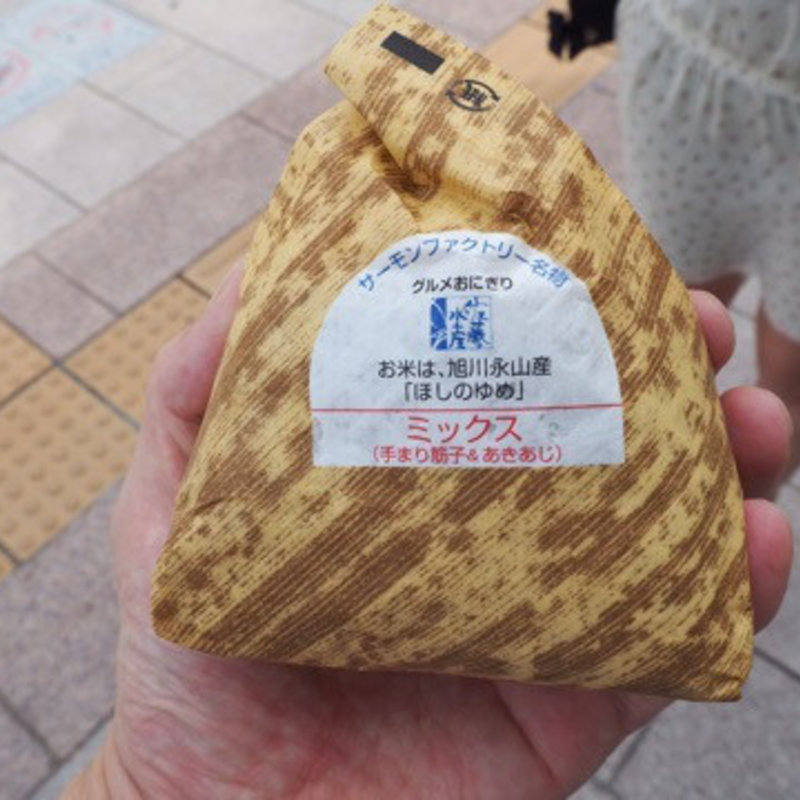 サーモンファクトリー名物
グルメおにぎり
佐藤水産
お米は、旭川永山産
「ほしのゆめ」
ミックス
（手まり筋子&あきあじ）